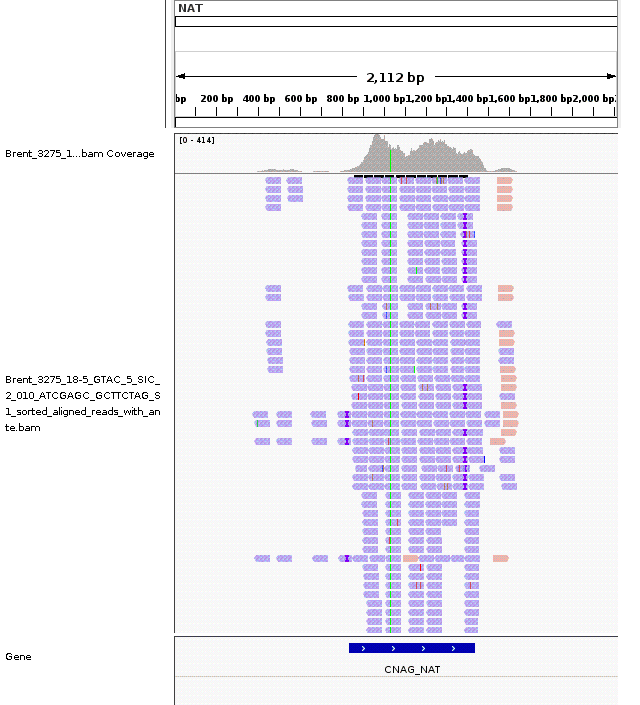 NAT
2,112 bp
bp 200 bp 400 bp 600 bp 800 bp 1,000 bp 1,200 bp 1,400 bp 1,600 bp 1,800 bp 2,000 bp
[0 - 414]
Brent_3275_1...bam Coverage
Brent_3275_18-5_GTAC_5_SIC_
2_010_ATCGAGC_GCTTCTAG_S
1_sorted_aligned_reads_with_an
te.bam
Gene
CNAG_NAT